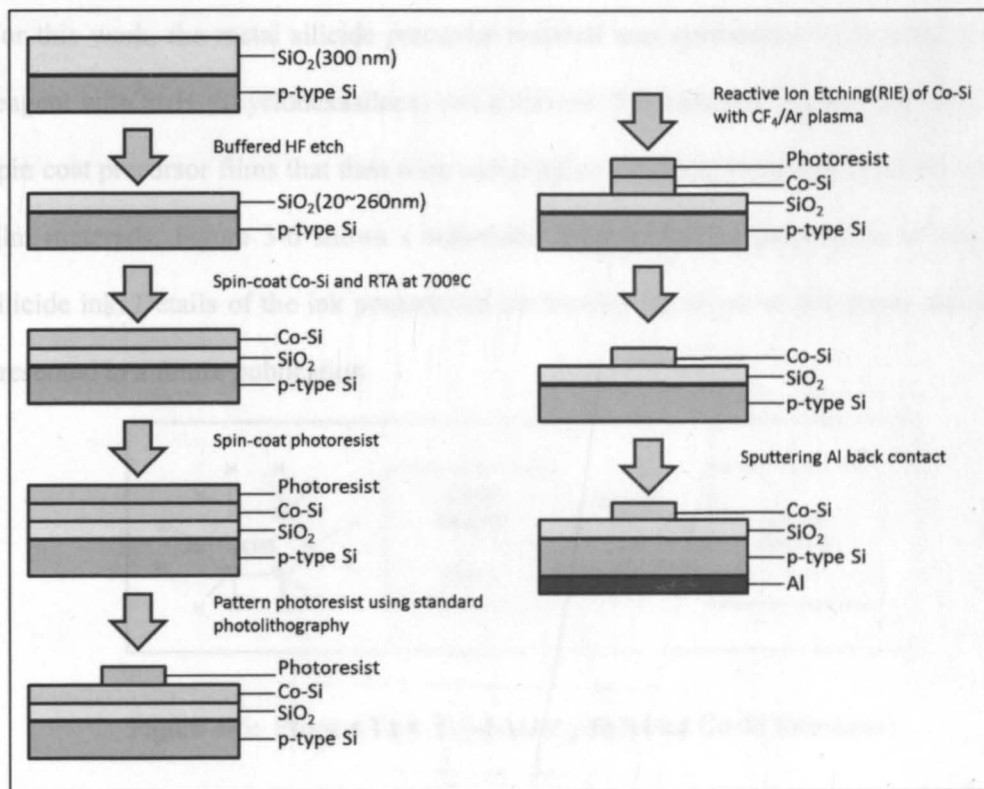 SiO₂(300 nm)
p-type Si
Buffered HF etch
SiO₂(20~260nm)
p-type Si
Spin-coat Co-Si and RTA at 700ºC
Co-Si
SiO₂
p-type Si
Spin-coat photoresist
Photoresist
Co-Si
SiO₂
p-type Si
Pattern photoresist using standard
photolithography
Photoresist
Co-Si
SiO₂
p-type Si
Reactive Ion Etching(RIE) of Co-Si
with CF₄/Ar plasma
Photoresist
Co-Si
SiO₂
p-type Si
Co-Si
SiO₂
p-type Si
Sputtering Al back contact
Co-Si
SiO₂
p-type Si
Al